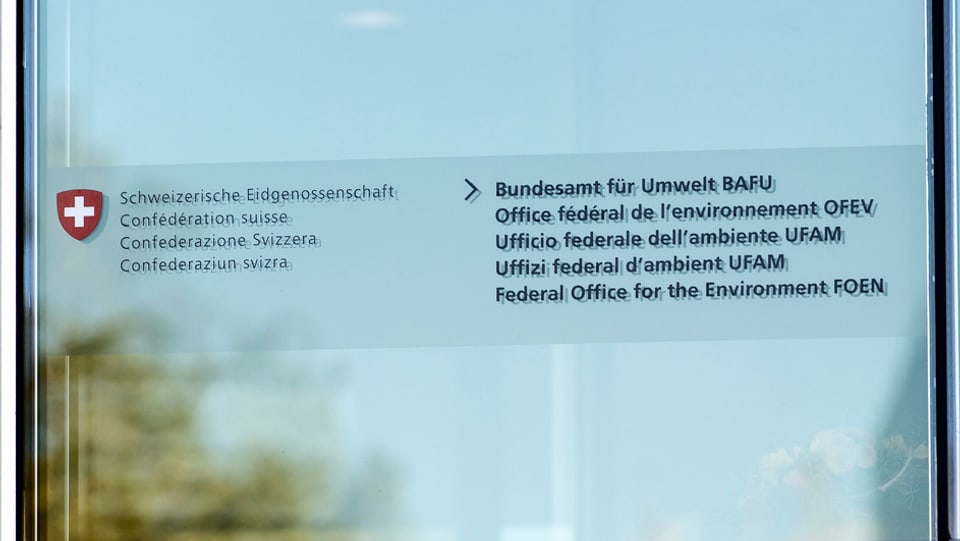 Schweizerische Eidgenossenschaft
Confédération suisse
Confederazione Svizzera
Confederaziun svizra
Bundesamt für Umwelt BAFU
Office fédéral de l'environnement OFEV
Ufficio federale dell'ambiente UFAM
Uffizi federal d'ambient UFAM
Federal Office for the Environment FOEN